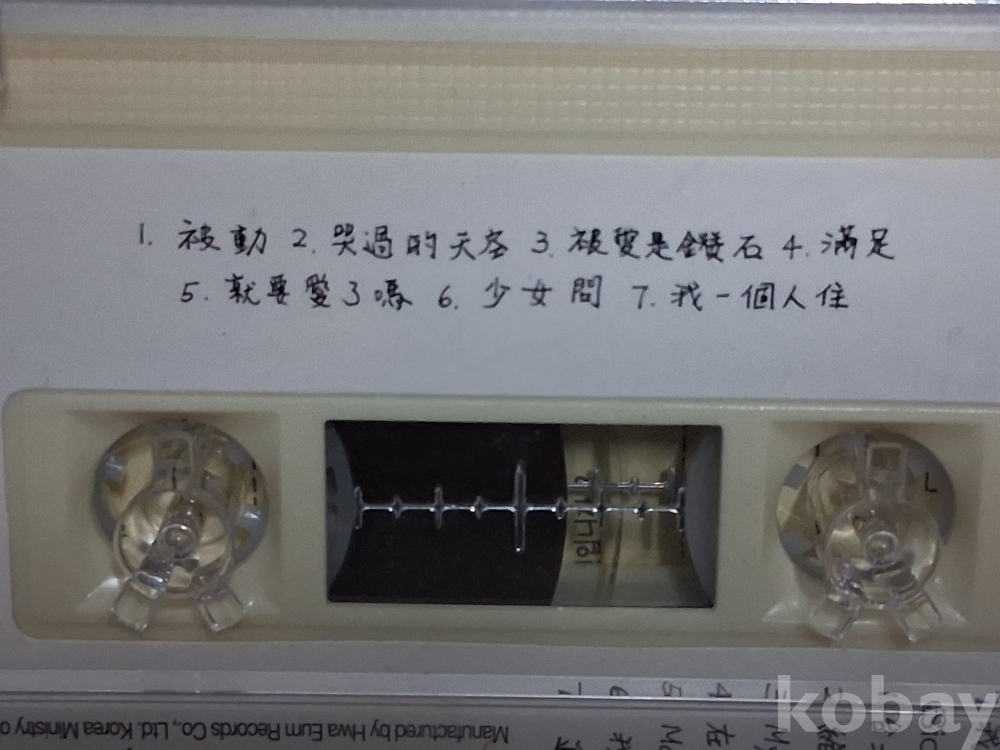 1. 被動 2. 哭過的天空 3. 被愛是鑽石 4. 滿足
5. 就要愛了嗎 6. 少女問 7. 我一個人住
Manufactured by Hwa Eum Records Co., Ltd. Korea Ministry o
kobay